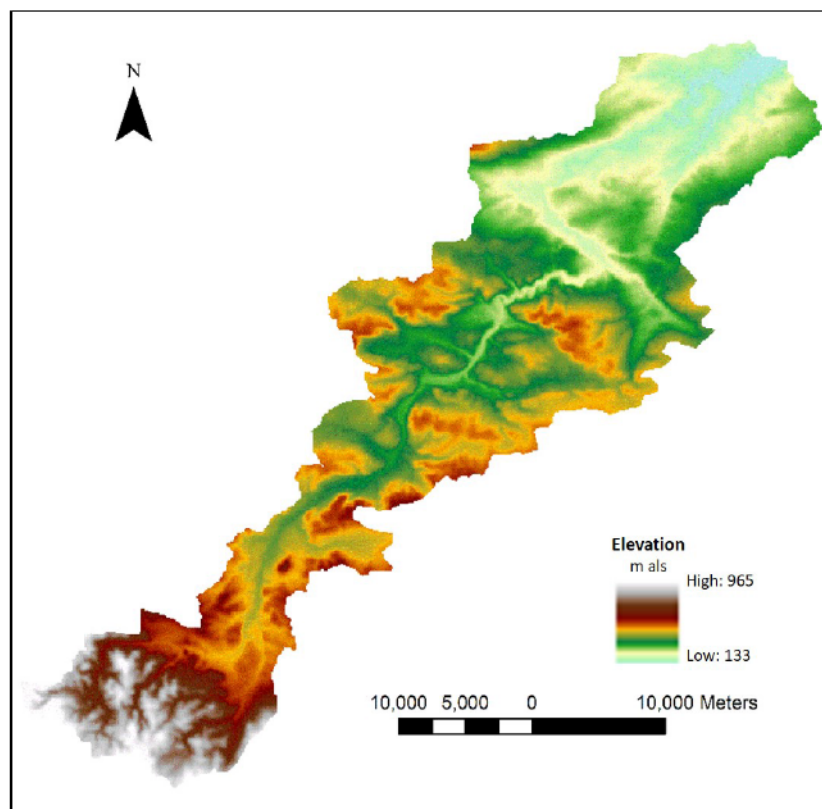 N
Elevation
m als
High: 965
Low: 133
10,000 5,000 0 10,000 Meters